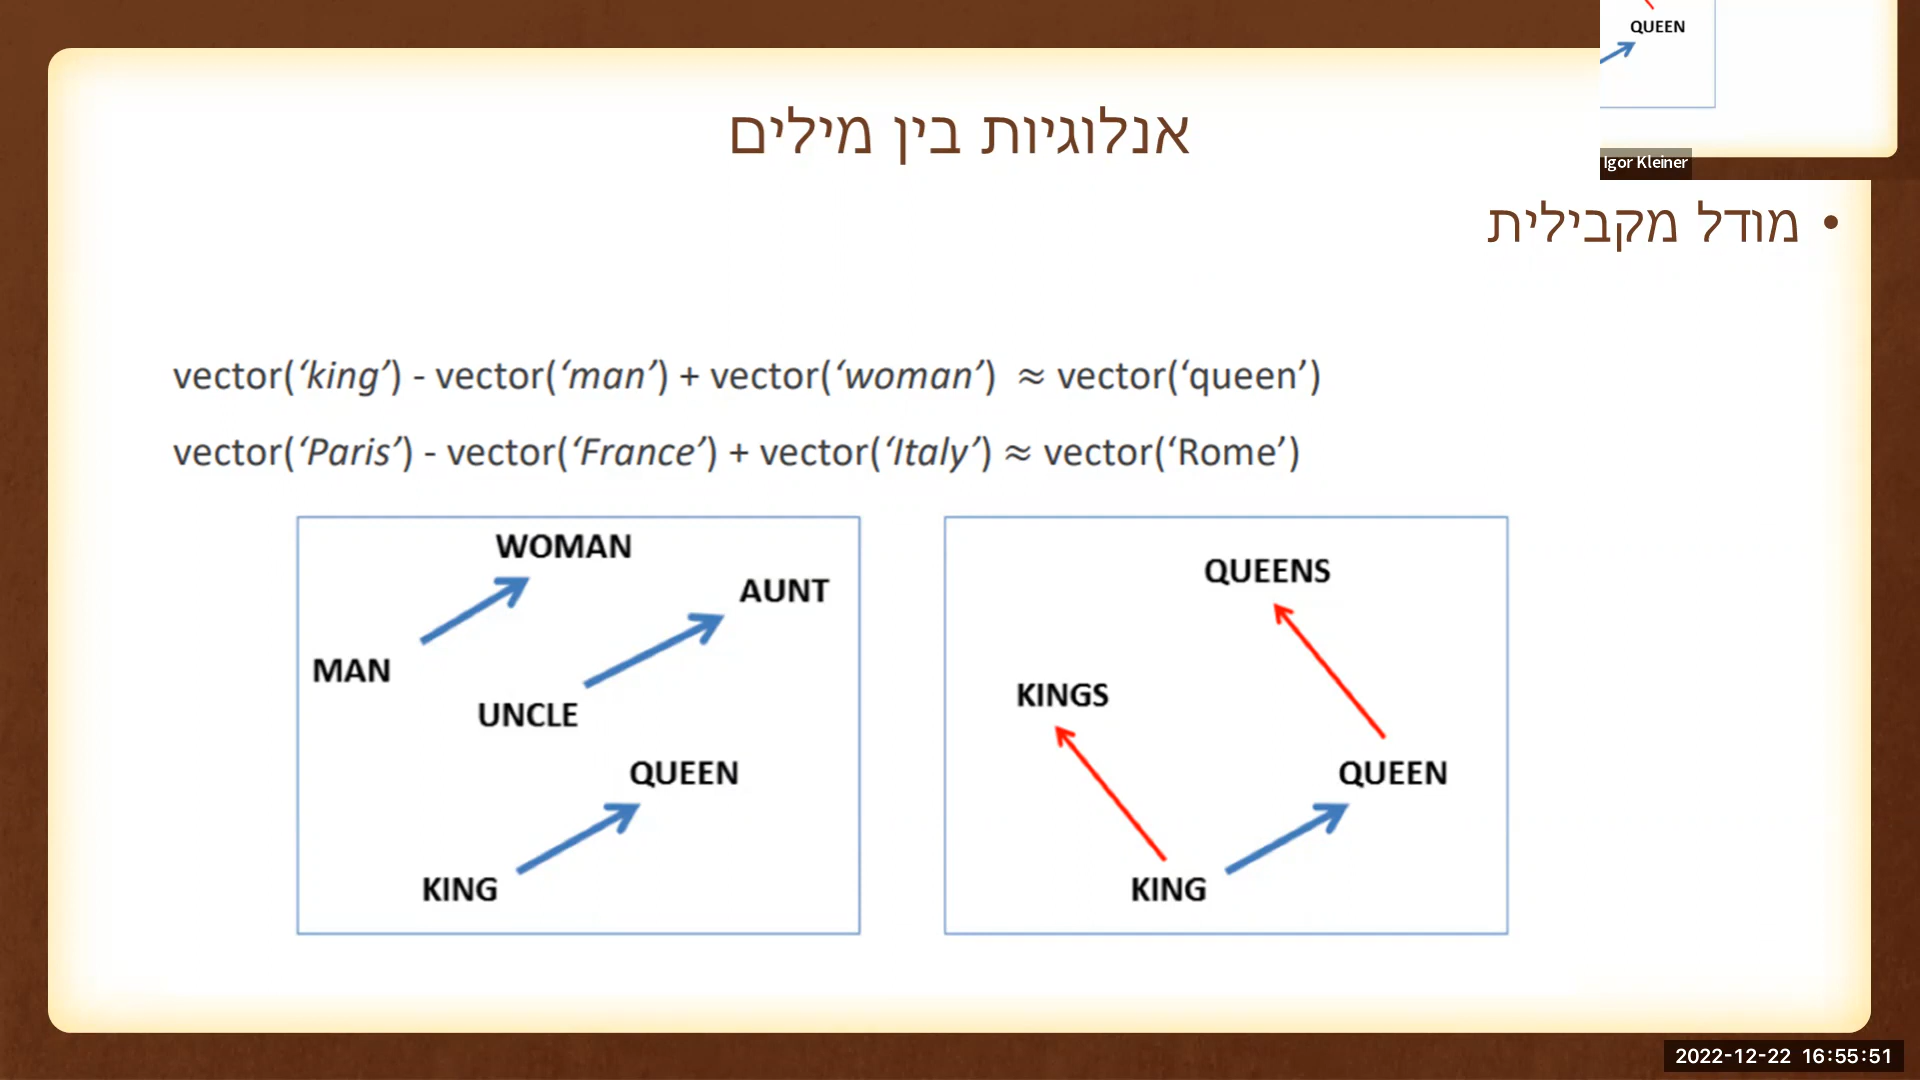 QUEEN
Igor Kleiner
אנלוגיות בין מילים
• מודל מקבילית
vector(‘king’) - vector(‘man’) + vector(‘woman’) ≈ vector(‘queen’)
vector(‘Paris’) - vector(‘France’) + vector(‘Italy’) ≈ vector(‘Rome’)
WOMAN
AUNT
MAN
UNCLE
QUEEN
KING
QUEENS
KINGS
QUEEN
KING
2022-12-22 16:55:51